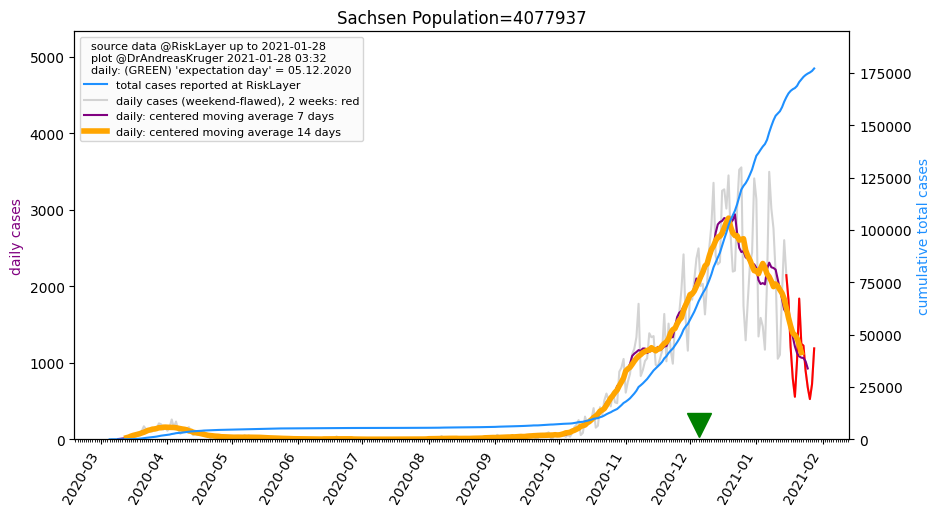 Sachsen Population=4077937
source data @RiskLayer up to 2021-01-28
plot @DrAndreasKruger 2021-01-28 03:32
daily: (GREEN) 'expectation day' = 05.12.2020
total cases reported at RiskLayer
daily cases (weekend-flawed), 2 weeks: red
daily: centered moving average 7 days
daily: centered moving average 14 days
daily cases
5000
4000
3000
2000
1000
0
cumulative total cases
175000
150000
125000
100000
75000
50000
25000
0
2020-03
2020-04
2020-05
2020-06
2020-07
2020-08
2020-09
2020-10
2020-11
2020-12
2021-01
2021-02